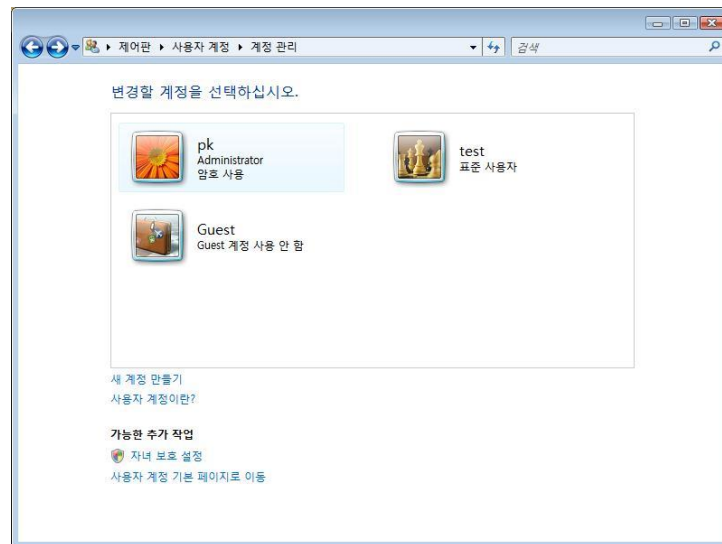 제어판 ▸ 사용자 계정 ▸ 계정 관리
검색
변경할 계정을 선택하십시오.
pk
Administrator
암호 사용
test
표준 사용자
Guest
Guest 계정 사용 안 함
새 계정 만들기
사용자 계정이란?
가능한 추가 작업
자녀 보호 설정
사용자 계정 기본 페이지로 이동